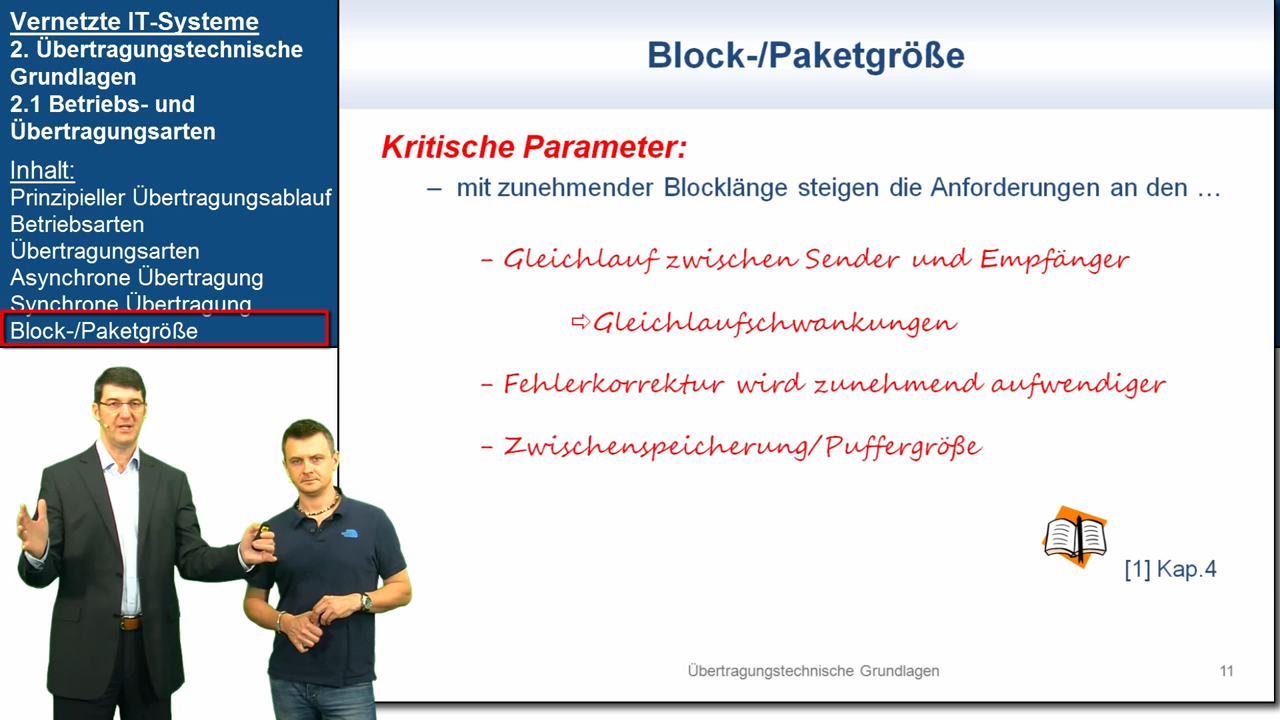 Vernetzte IT-Systeme
2. Übertragungstechnische
Grundlagen
2.1 Betriebs- und
Übertragungsarten
Inhalt:
Prinzipieller Übertragungsablauf
Betriebsarten
Übertragungsarten
Asynchrone Übertragung
Synchrone Übertragung
Block-/Paketgröße
Block-/Paketgröße
Kritische Parameter:
– mit zunehmender Blocklänge steigen die Anforderungen an den …
- Gleichlauf zwischen Sender und Empfänger
⇨Gleichlaufschwankungen
- Fehlerkorrektur wird zunehmend aufwendiger
- Zwischenspeicherung/Puffergröße
[1] Kap.4
Übertragungstechnische Grundlagen
11